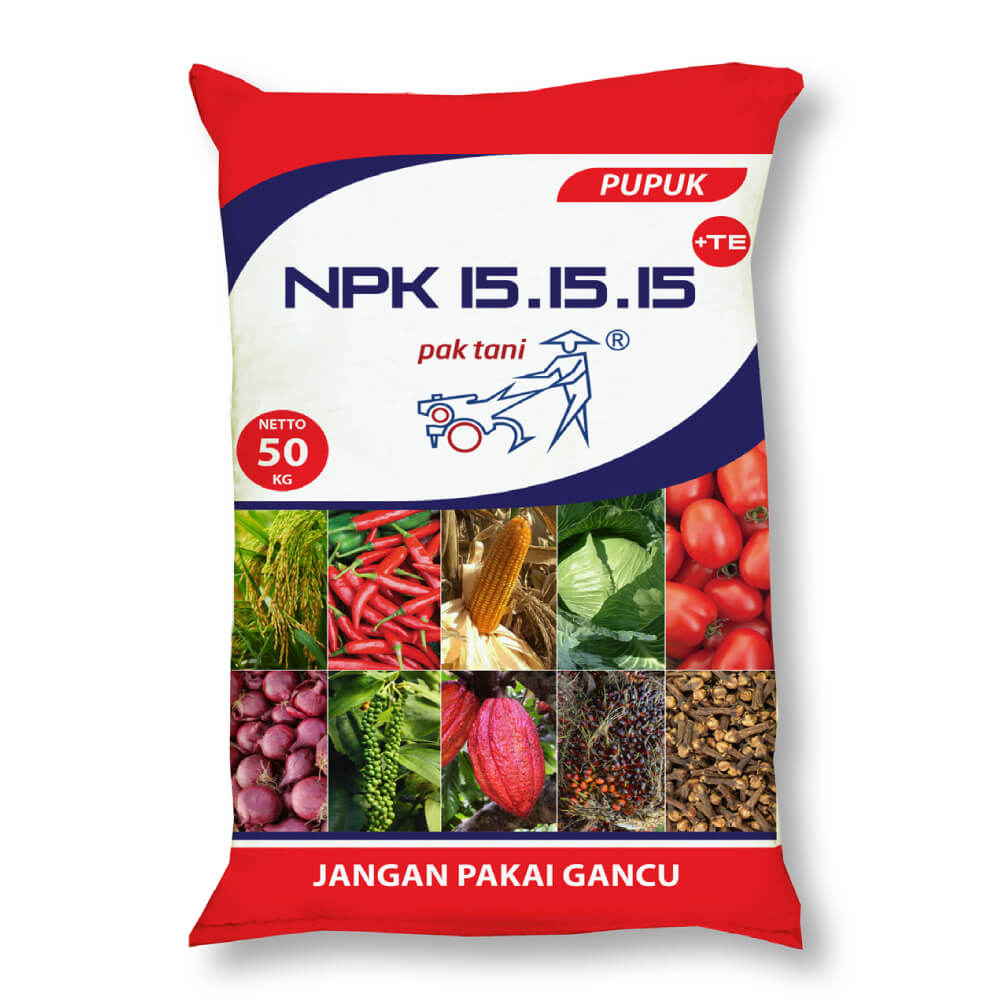 PUPUK
+TE
NPK 15.15.15
pak tani ®
NETTO
50
KG
JANGAN PAKAI GANCU